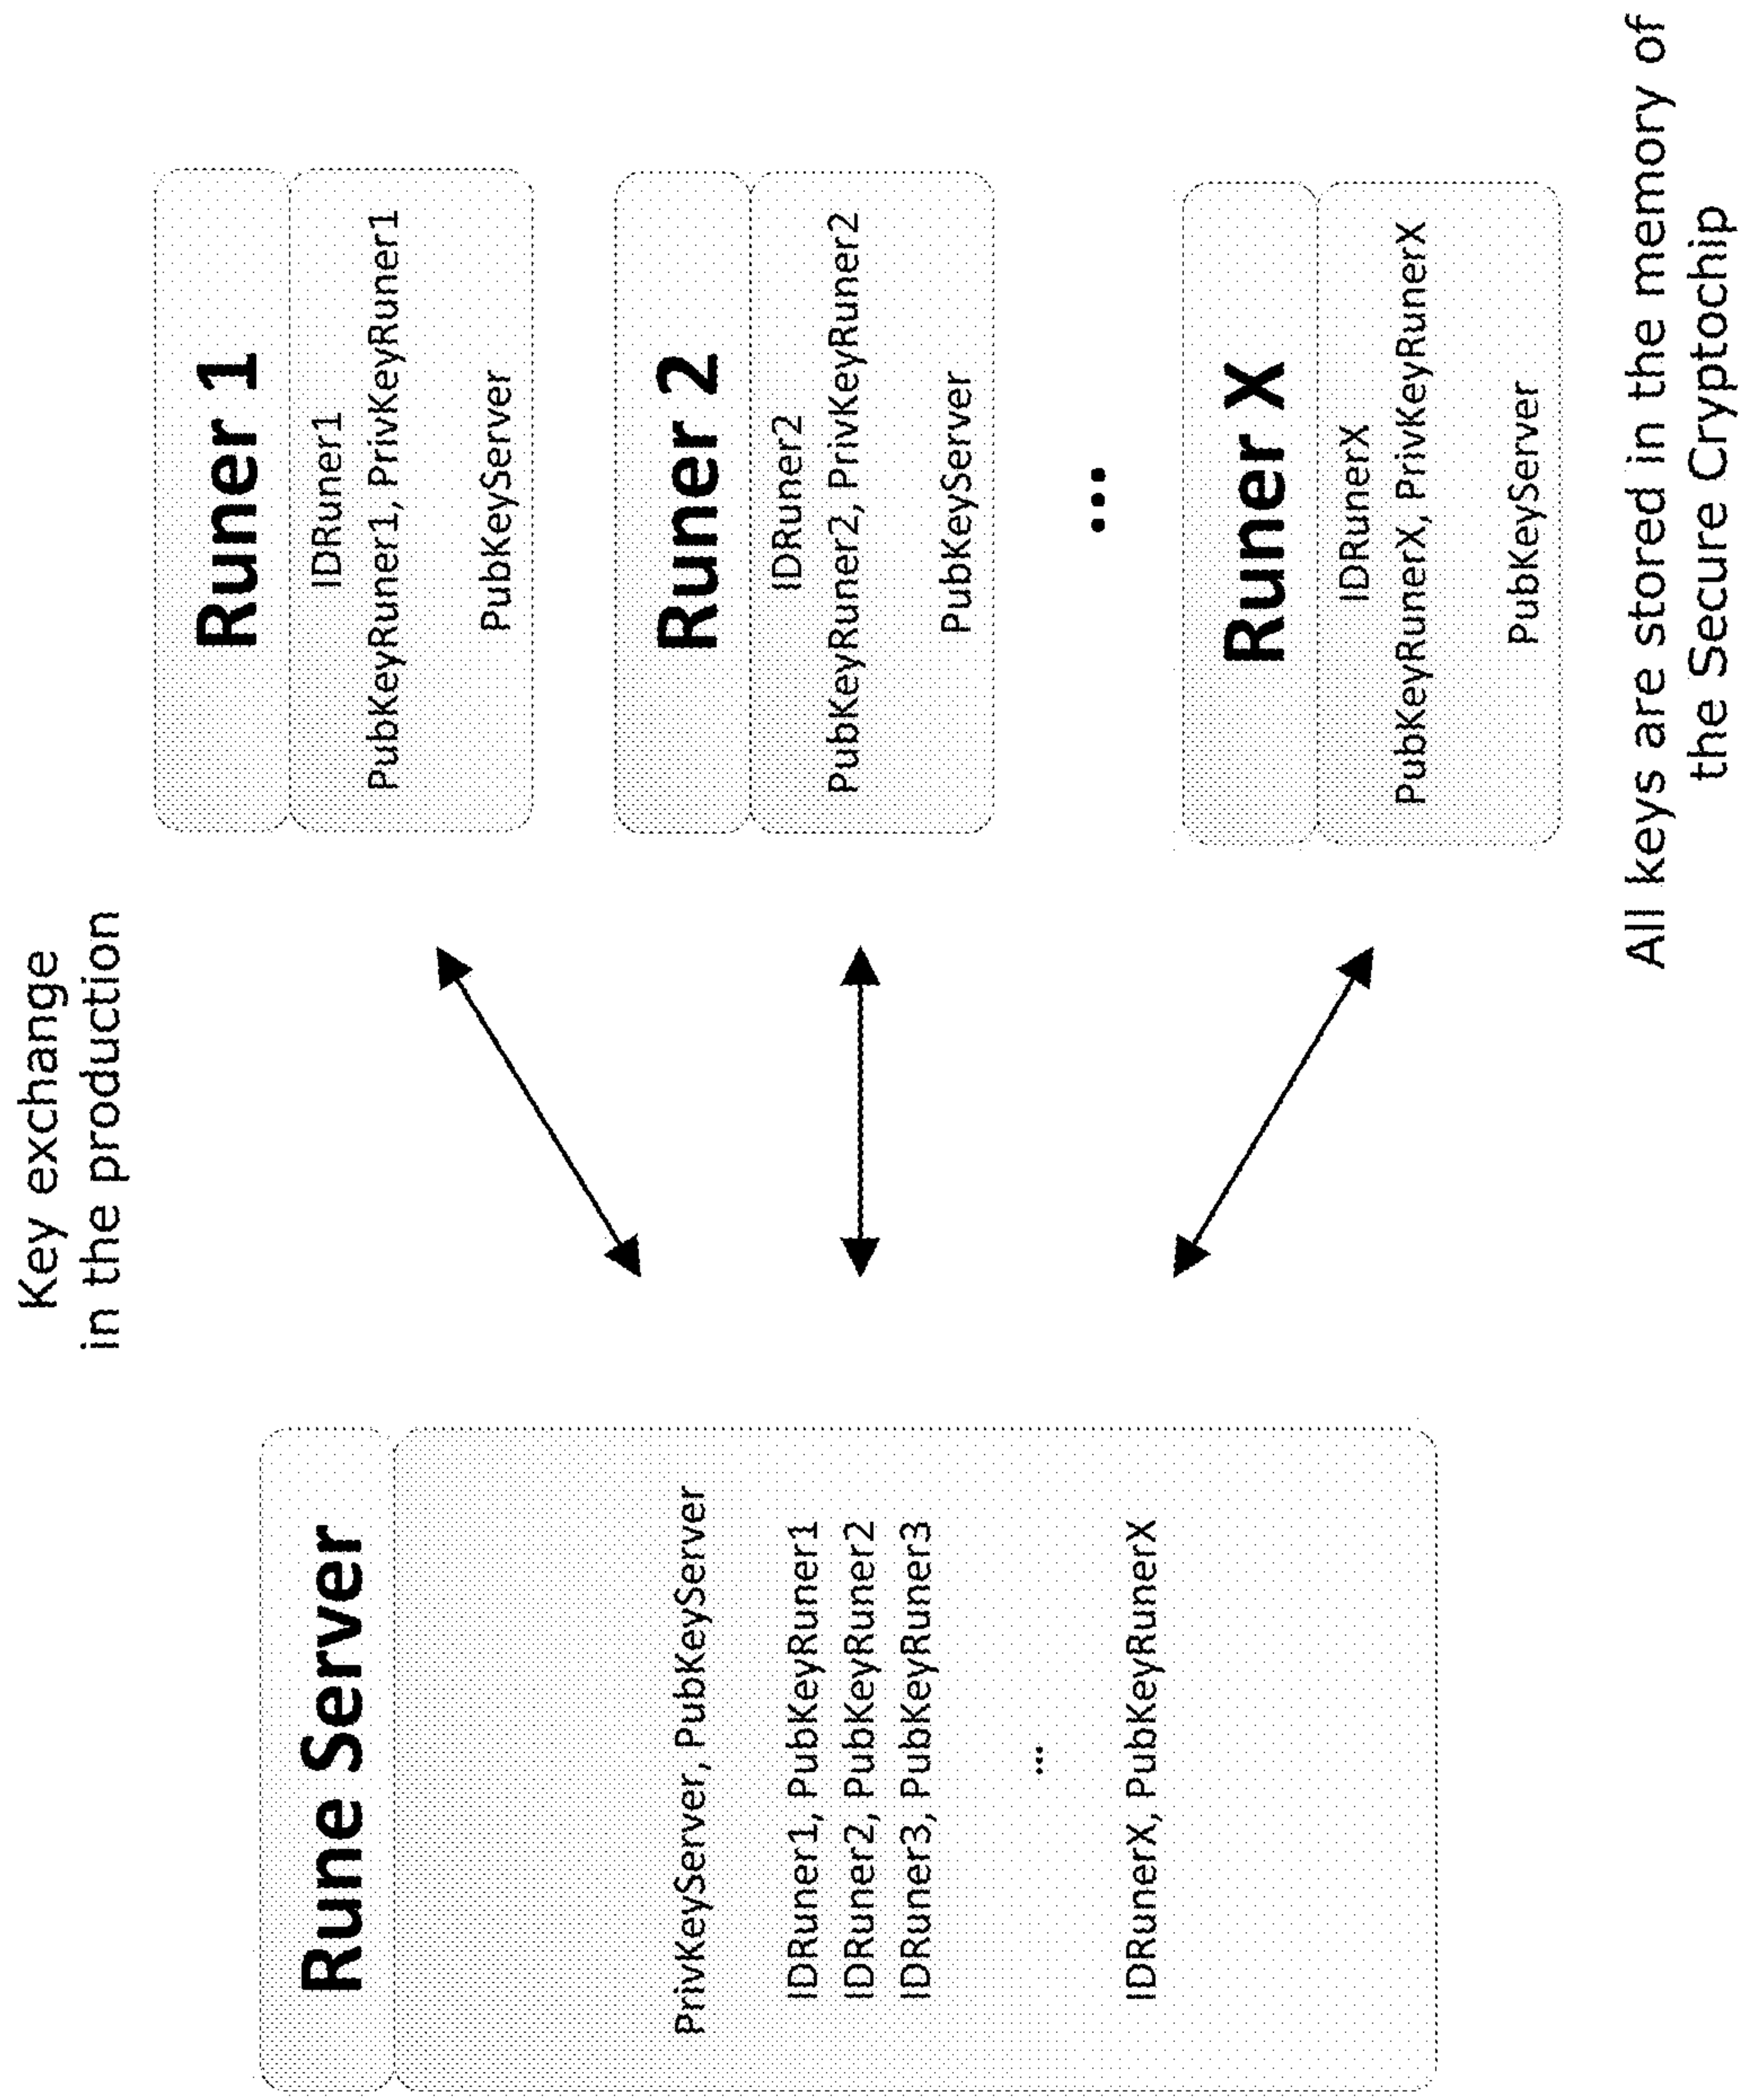 Key exchange
in the production
Rune Server
PrivKeyServer, PubKeyServer
IDRuner1, PubKeyRuner1
IDRuner2, PubKeyRuner2
IDRuner3, PubKeyRuner3
...
IDRunerX, PubKeyRunerX
Runer 1
IDRuner1
PubKeyRuner1, PrivKeyRuner1
PubKeyServer
Runer 2
IDRuner2
PubKeyRuner2, PrivKeyRuner2
PubKeyServer
...
Runer X
IDRunerX
PubKeyRunerX, PrivKeyRunerX
PubKeyServer
All keys are stored in the memory of
the Secure Cryptochip